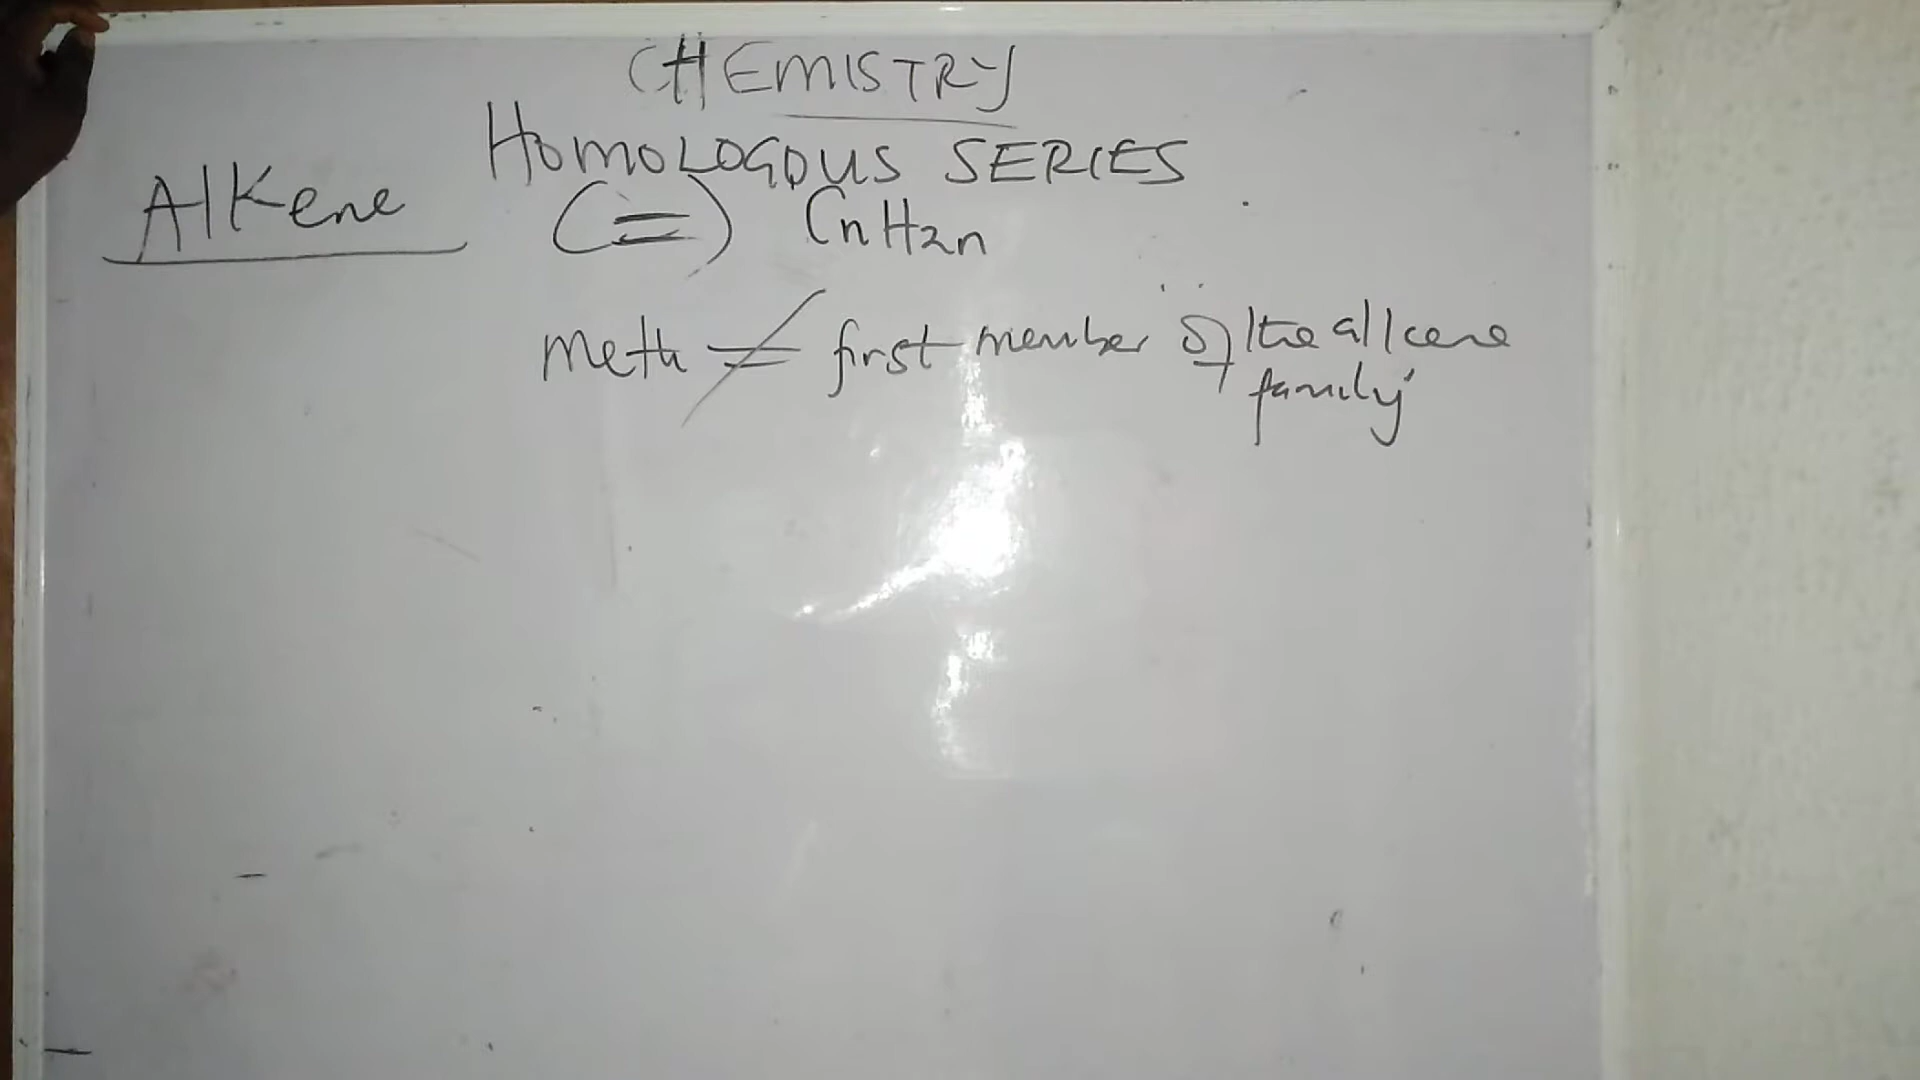 CHEMISTRY
HOMOLOGOUS SERIES
Alkene (=) CnH2n
meth ≠ first member of the alkene
family